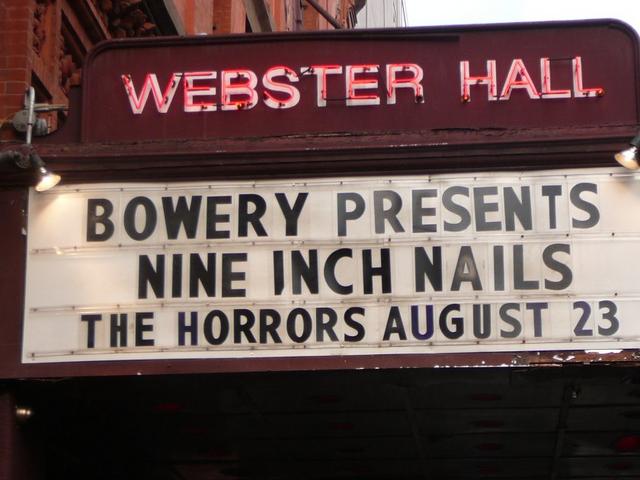 WEBSTER HALL
BOWERY PRESENTS
NINE INCH NAILS
THE HORRORS AUGUST 23